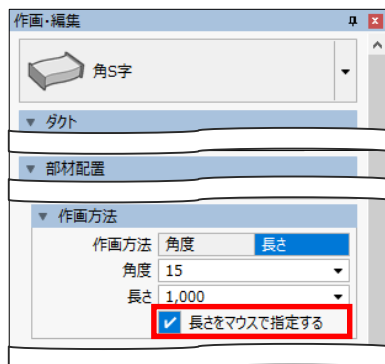 作画・編集
角S字
ダクト
部材配置
作画方法
作画方法 角度 長さ
角度 15
長さ 1,000
長さをマウスで指定する